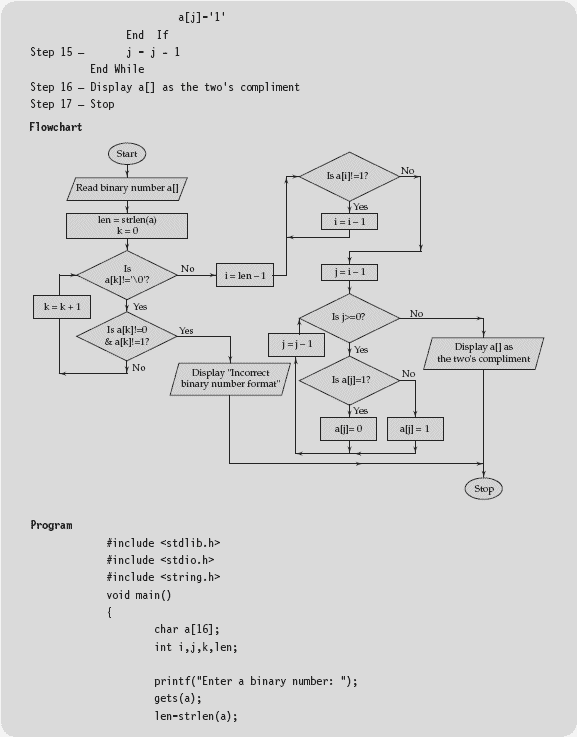 a[j]='1'
End If
Step 15 – j = j - 1
End While
Step 16 – Display a[] as the two's compliment
Step 17 – Stop
Flowchart
Start
Read binary number a[]
len = strlen(a)
k = 0
Is
a[k]!='\0'?
No
i = len – 1
Yes
k = k + 1
Is a[k]!=0
& a[k]!=1?
Yes
No
Display "Incorrect
binary number format"
Is a[i]!=1?
No
Yes
i = i – 1
j = i – 1
Is j>=0?
No
Yes
j = j – 1
Is a[j]=1?
No
Yes
a[j]= 0
a[j] = 1
Display a[] as
the two's compliment
Stop
Program
#include <stdlib.h>
#include <stdio.h>
#include <string.h>
void main()
{
char a[16];
int i,j,k,len;
printf("Enter a binary number: ");
gets(a);
len=strlen(a);